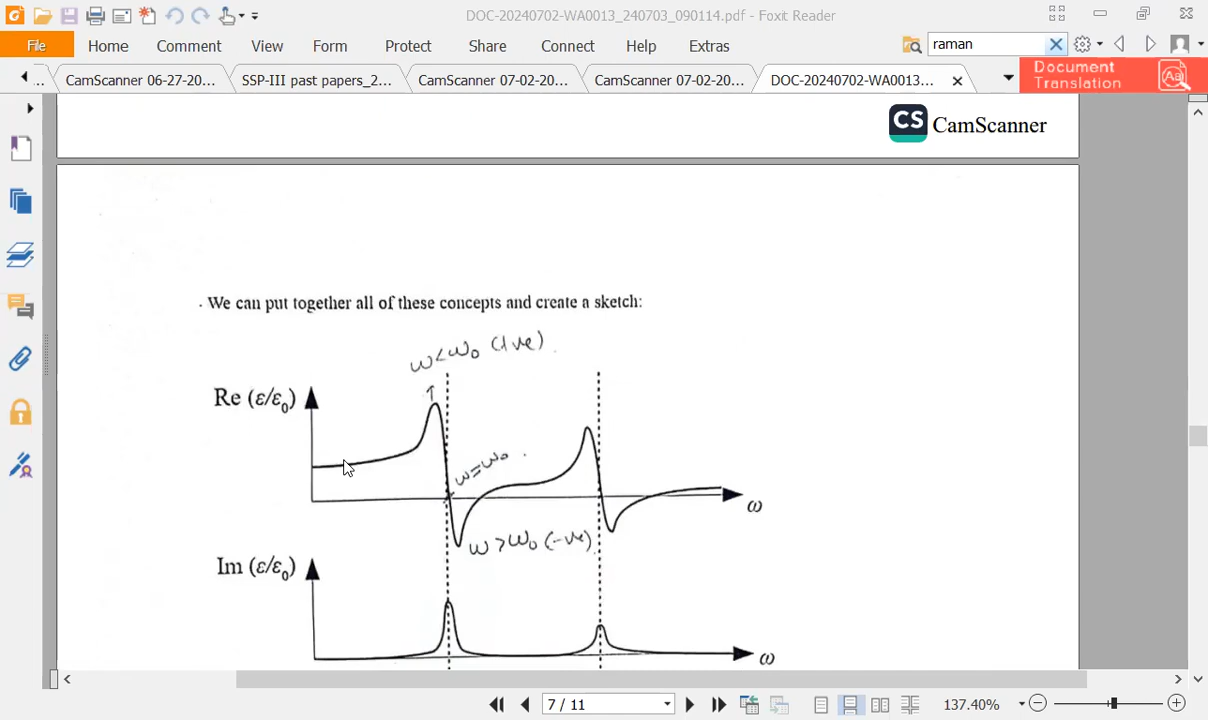 DOC-20240702-WA0013_240703_090114.pdf - Foxit Reader
File Home Comment View Form Protect Share Connect Help Extras
raman
... CamScanner 06-27-20... SSP-III past papers_2... CamScanner 07-02-20... CamScanner 07-02-20... DOC-20240702-WA0013...
Document
Translation
CS CamScanner
. We can put together all of these concepts and create a sketch:
ω<ω₀ (+ve)
Re (ε/ε₀)
ω=ω₀
ω
ω>ω₀ (-ve)
Im (ε/ε₀)
ω
7 / 11
137.40%